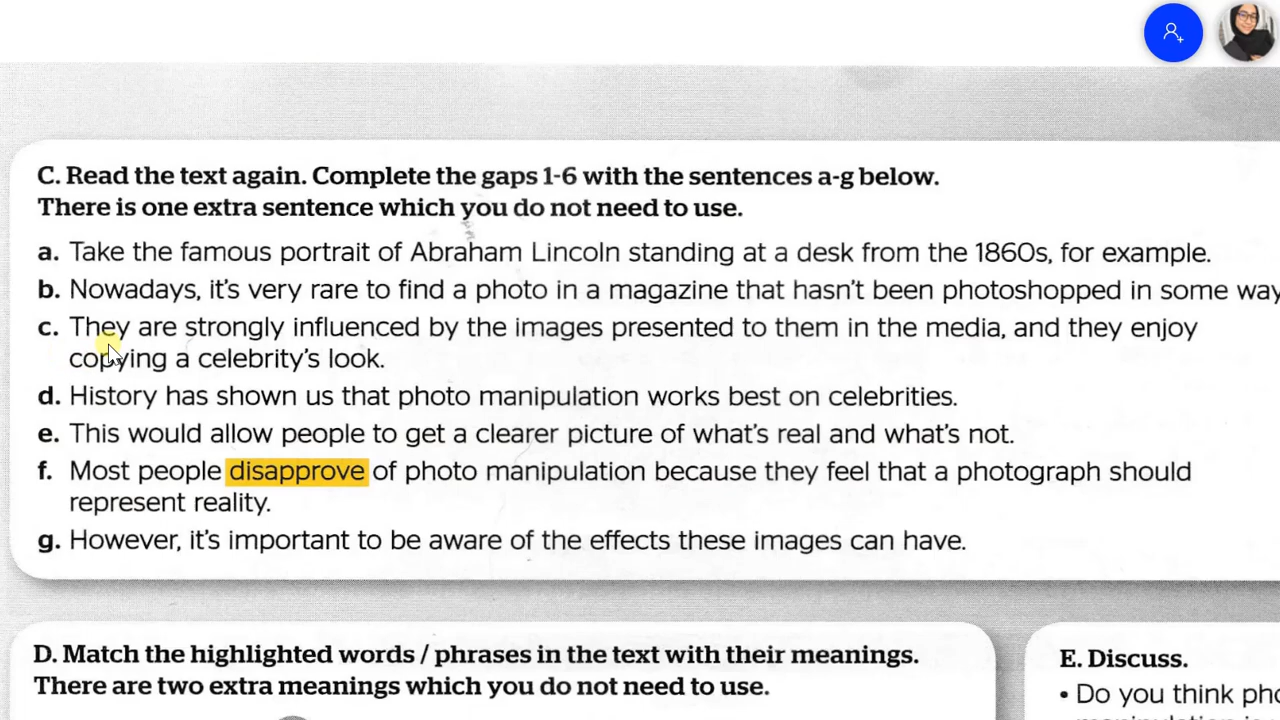 C. Read the text again. Complete the gaps 1-6 with the sentences a-g below.
There is one extra sentence which you do not need to use.
a. Take the famous portrait of Abraham Lincoln standing at a desk from the 1860s, for example.
b. Nowadays, it's very rare to find a photo in a magazine that hasn't been photoshopped in some way
c. They are strongly influenced by the images presented to them in the media, and they enjoy
copying a celebrity's look.
d. History has shown us that photo manipulation works best on celebrities.
e. This would allow people to get a clearer picture of what's real and what's not.
f. Most people disapprove of photo manipulation because they feel that a photograph should
represent reality.
g. However, it's important to be aware of the effects these images can have.
D. Match the highlighted words / phrases in the text with their meanings.
There are two extra meanings which you do not need to use.
E. Discuss.
• Do you think